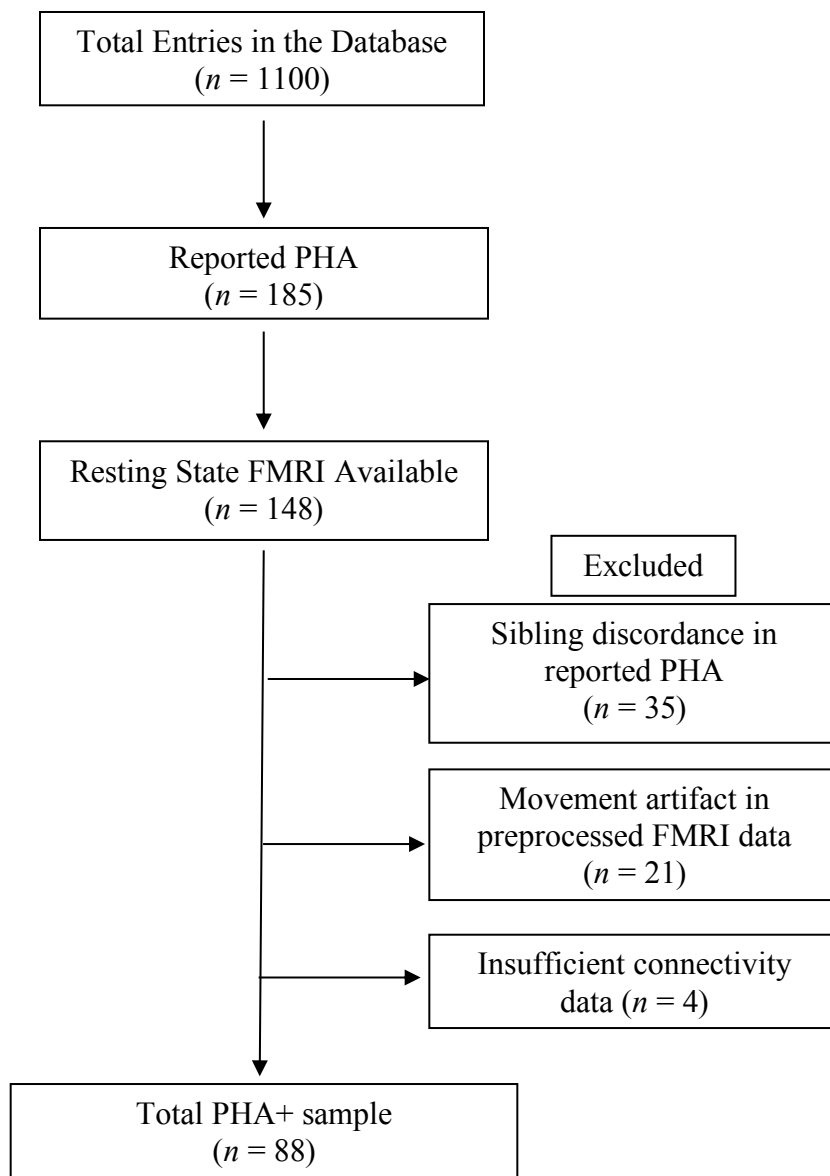 Total Entries in the Database
(n = 1100)
Reported PHA
(n = 185)
Resting State FMRI Available
(n = 148)
Excluded
Sibling discordance in
reported PHA
(n = 35)
Movement artifact in
preprocessed FMRI data
(n = 21)
Insufficient connectivity
data (n = 4)
Total PHA+ sample
(n = 88)